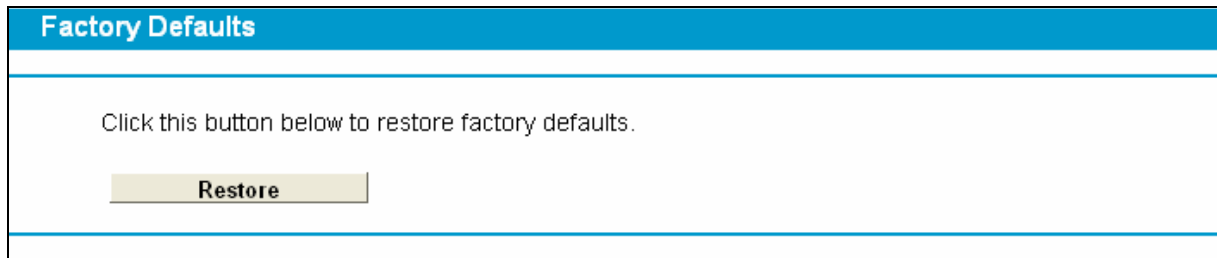 Factory Defaults
Click this button below to restore factory defaults.
Restore